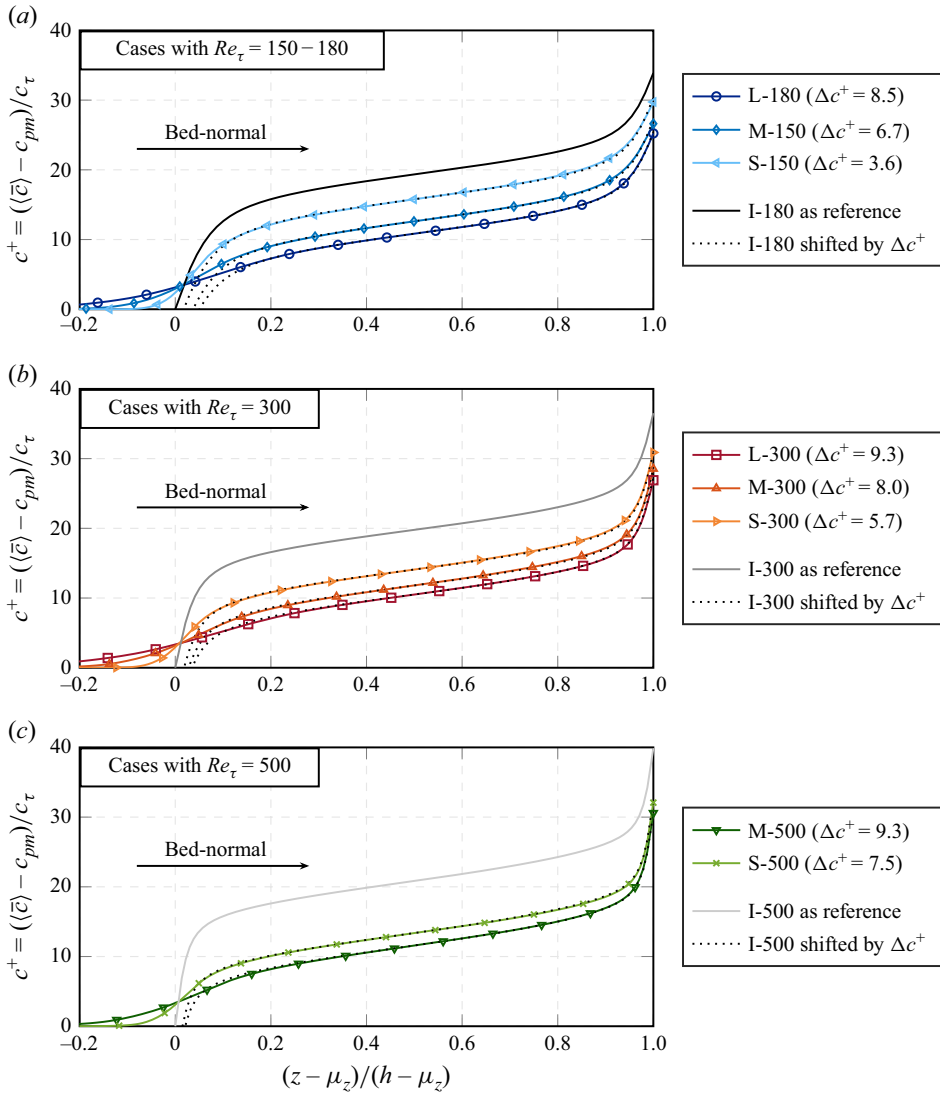 (a)
40
30
20
10
0
c⁺ = (⟨c̄⟩ − c_pm)/c_τ
Cases with Re_τ = 150 – 180
Bed-normal
–0.2
0
0.2
0.4
0.6
0.8
1.0
L-180 (Δc⁺ = 8.5)
M-150 (Δc⁺ = 6.7)
S-150 (Δc⁺ = 3.6)
I-180 as reference
I-180 shifted by Δc⁺
(b)
40
30
20
10
0
c⁺ = (⟨c̄⟩ − c_pm)/c_τ
Cases with Re_τ = 300
Bed-normal
–0.2
0
0.2
0.4
0.6
0.8
1.0
L-300 (Δc⁺ = 9.3)
M-300 (Δc⁺ = 8.0)
S-300 (Δc⁺ = 5.7)
I-300 as reference
I-300 shifted by Δc⁺
(c)
40
30
20
10
0
c⁺ = (⟨c̄⟩ − c_pm)/c_τ
Cases with Re_τ = 500
Bed-normal
–0.2
0
0.2
0.4
0.6
0.8
1.0
(z – μ_z)/(h – μ_z)
M-500 (Δc⁺ = 9.3)
S-500 (Δc⁺ = 7.5)
I-500 as reference
I-500 shifted by Δc⁺